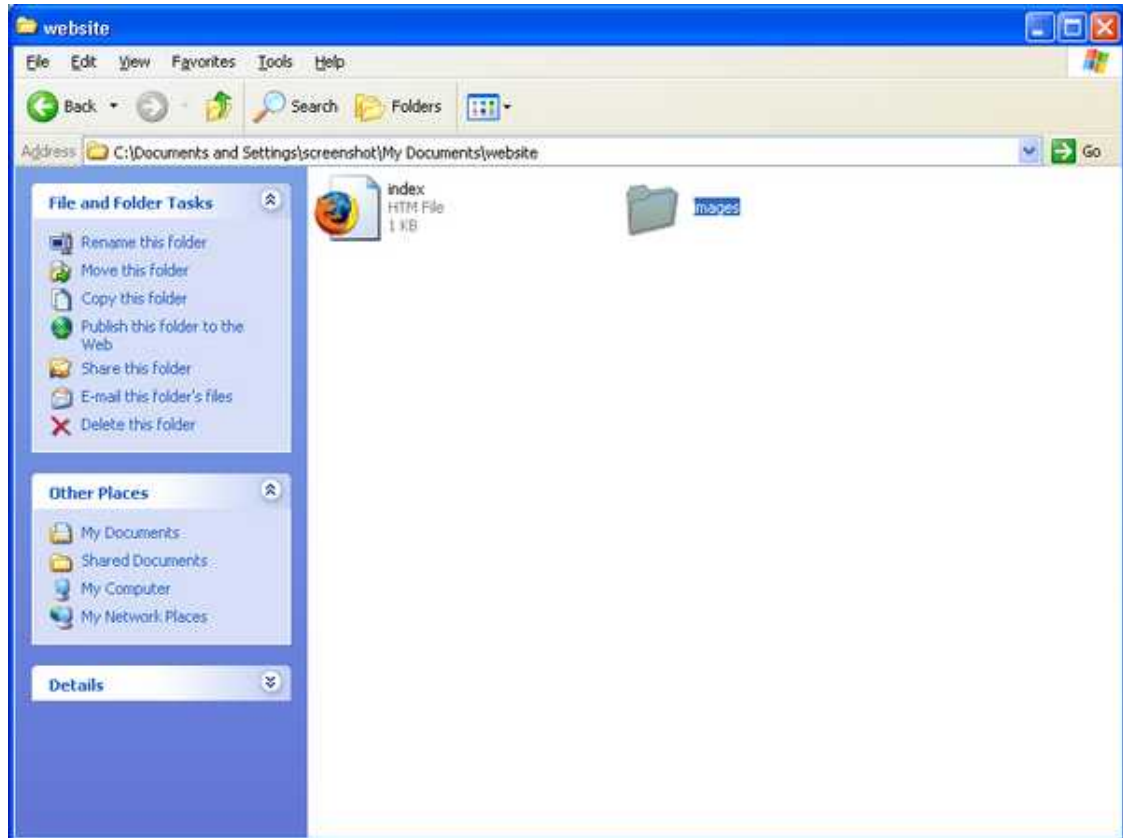 website
File Edit View Favorites Tools Help
Back Search Folders
Address C:\Documents and Settings\screenshot\My Documents\website Go
File and Folder Tasks
Rename this folder
Move this folder
Copy this folder
Publish this folder to the
Web
Share this folder
E-mail this folder's files
Delete this folder
Other Places
My Documents
Shared Documents
My Computer
My Network Places
Details
index
HTM File
1 KB
images